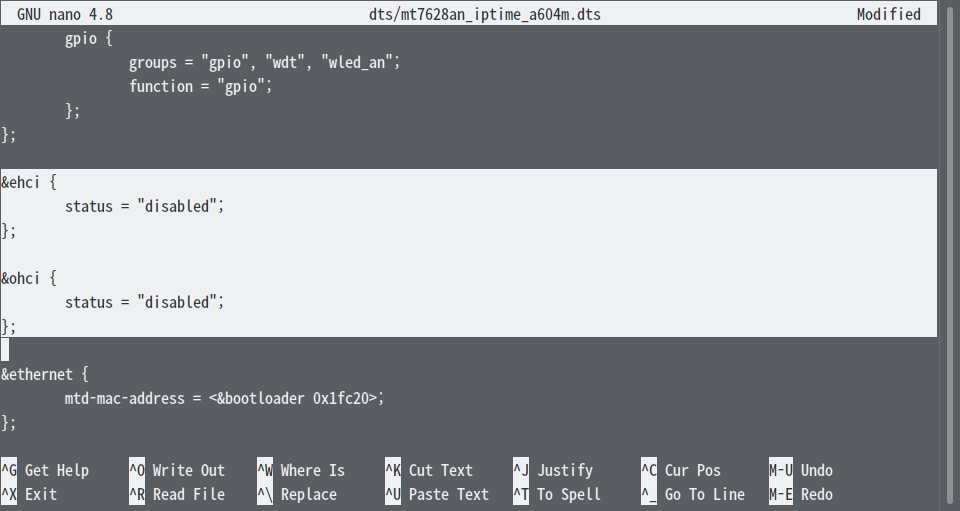 GNU nano 4.8 dts/mt7628an_iptime_a604m.dts Modified
gpio {
groups = "gpio", "wdt", "wled_an";
function = "gpio";
};
};
&ehci {
status = "disabled";
};
&ohci {
status = "disabled";
};
&ethernet {
mtd-mac-address = <&bootloader 0x1fc20>;
};
^G Get Help ^O Write Out ^W Where Is ^K Cut Text ^J Justify ^C Cur Pos M-U Undo
^X Exit ^R Read File ^\ Replace ^U Paste Text ^T To Spell ^_ Go To Line M-E Redo